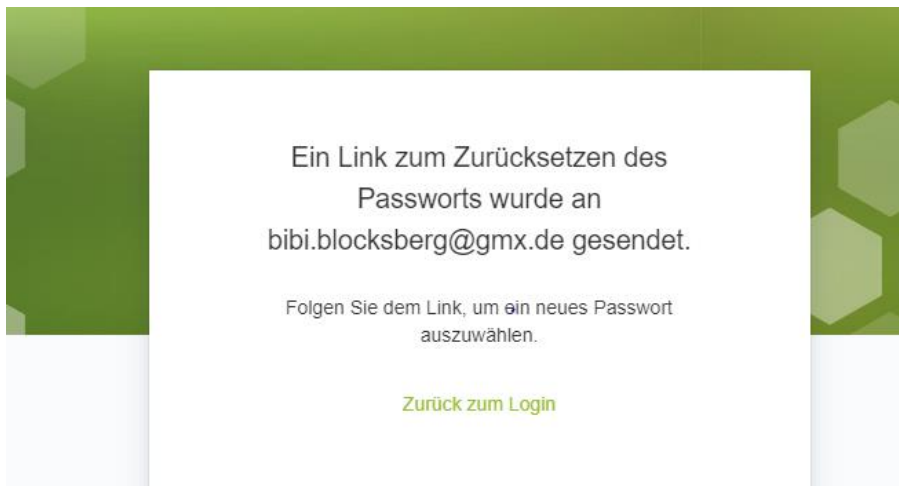 Ein Link zum Zurücksetzen des
Passworts wurde an
bibi.blocksberg@gmx.de gesendet.
Folgen Sie dem Link, um ein neues Passwort
auszuwählen.
Zurück zum Login